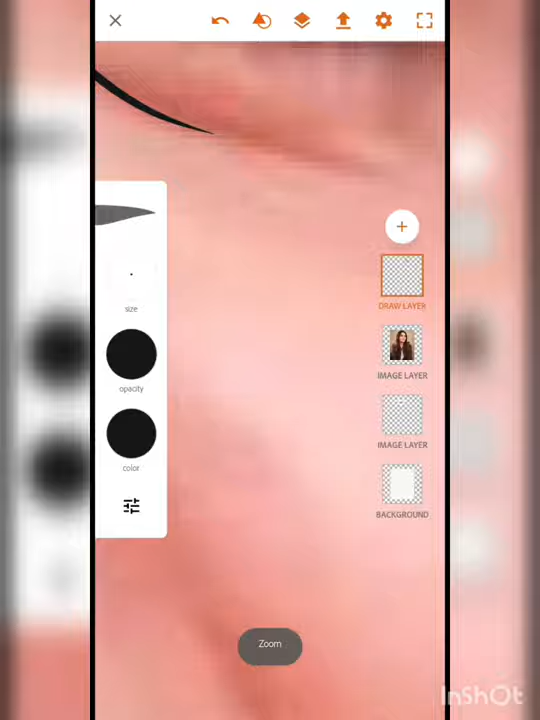 size
opacity
color
+
DRAW LAYER
IMAGE LAYER
IMAGE LAYER
BACKGROUND
Zoom
InShOt